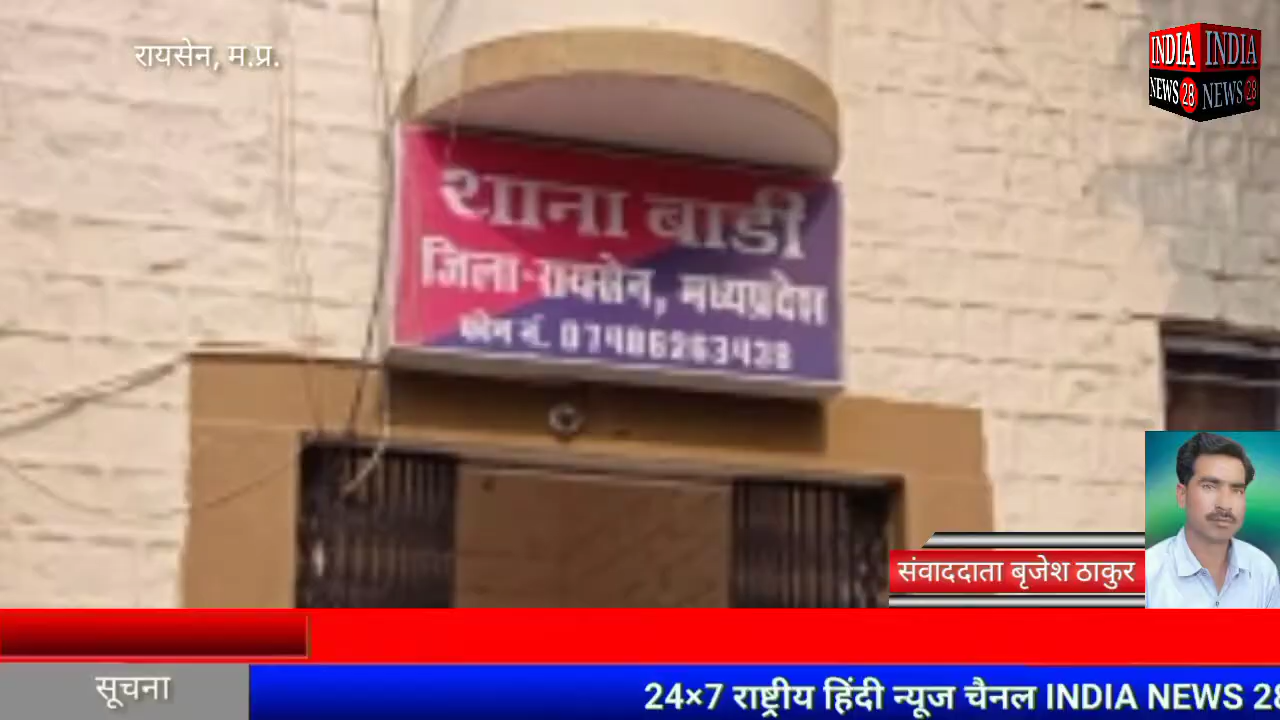 रायसेन, म.प्र.
INDIA INDIA
NEWS 28 NEWS 28
थाना बाडी
जिला-रायसेन, मध्यप्रदेश
फोन नं. 07486263438
संवाददाता बृजेश ठाकुर
सूचना
24×7 राष्ट्रीय हिंदी न्यूज चैनल INDIA NEWS 28